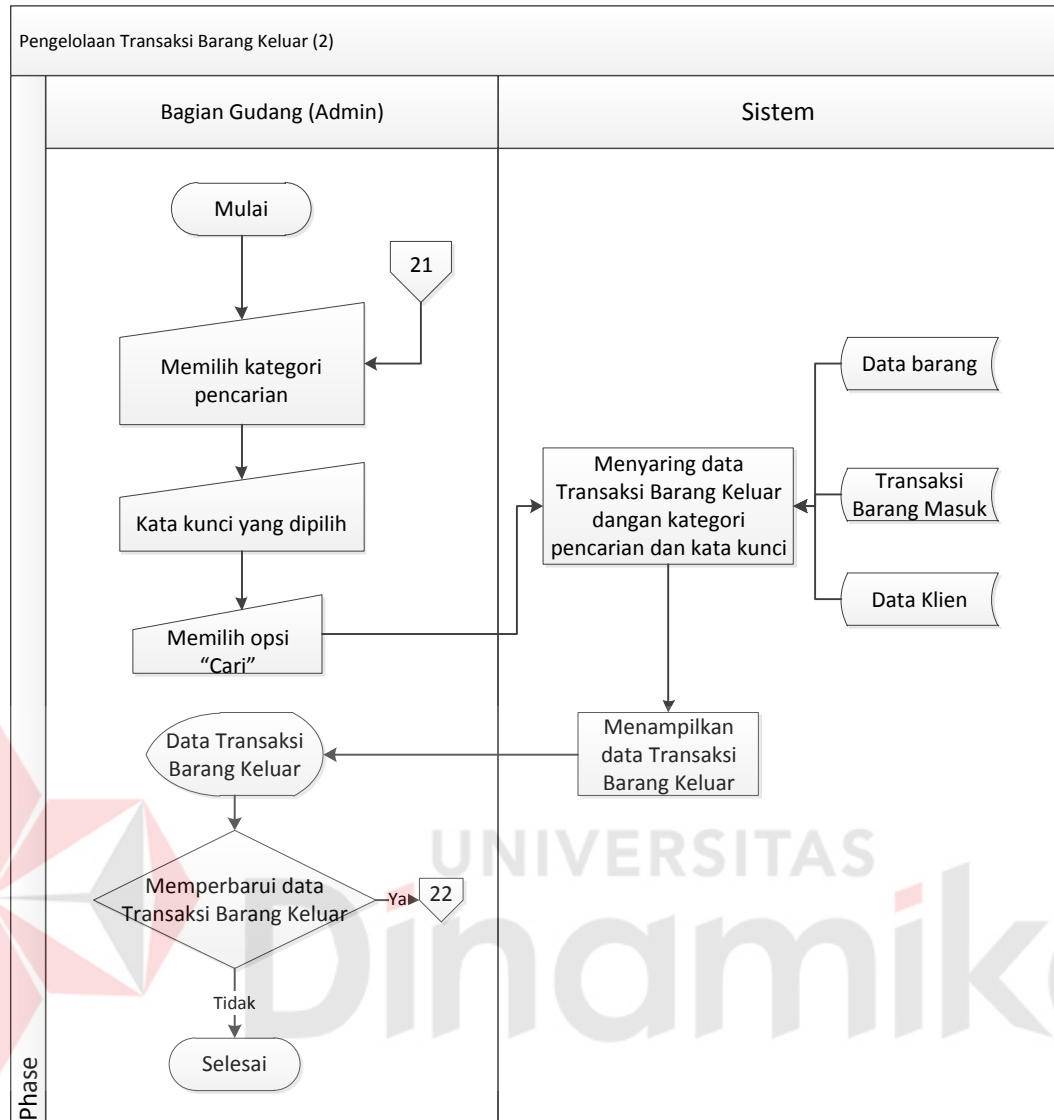 Pengelolaan Transaksi Barang Keluar (2)
Bagian Gudang (Admin)
Sistem
Mulai
21
Memilih kategori
pencarian
Kata kunci yang dipilih
Memilih opsi
“Cari”
Menyaring data
Transaksi Barang Keluar
dangan kategori
pencarian dan kata kunci
Data barang
Transaksi
Barang Masuk
Data Klien
Menampilkan
data Transaksi
Barang Keluar
Data Transaksi
Barang Keluar
Memperbarui data
Transaksi Barang Keluar
Ya
22
Tidak
Selesai
Phase
UNIVERSITAS
Dinamika